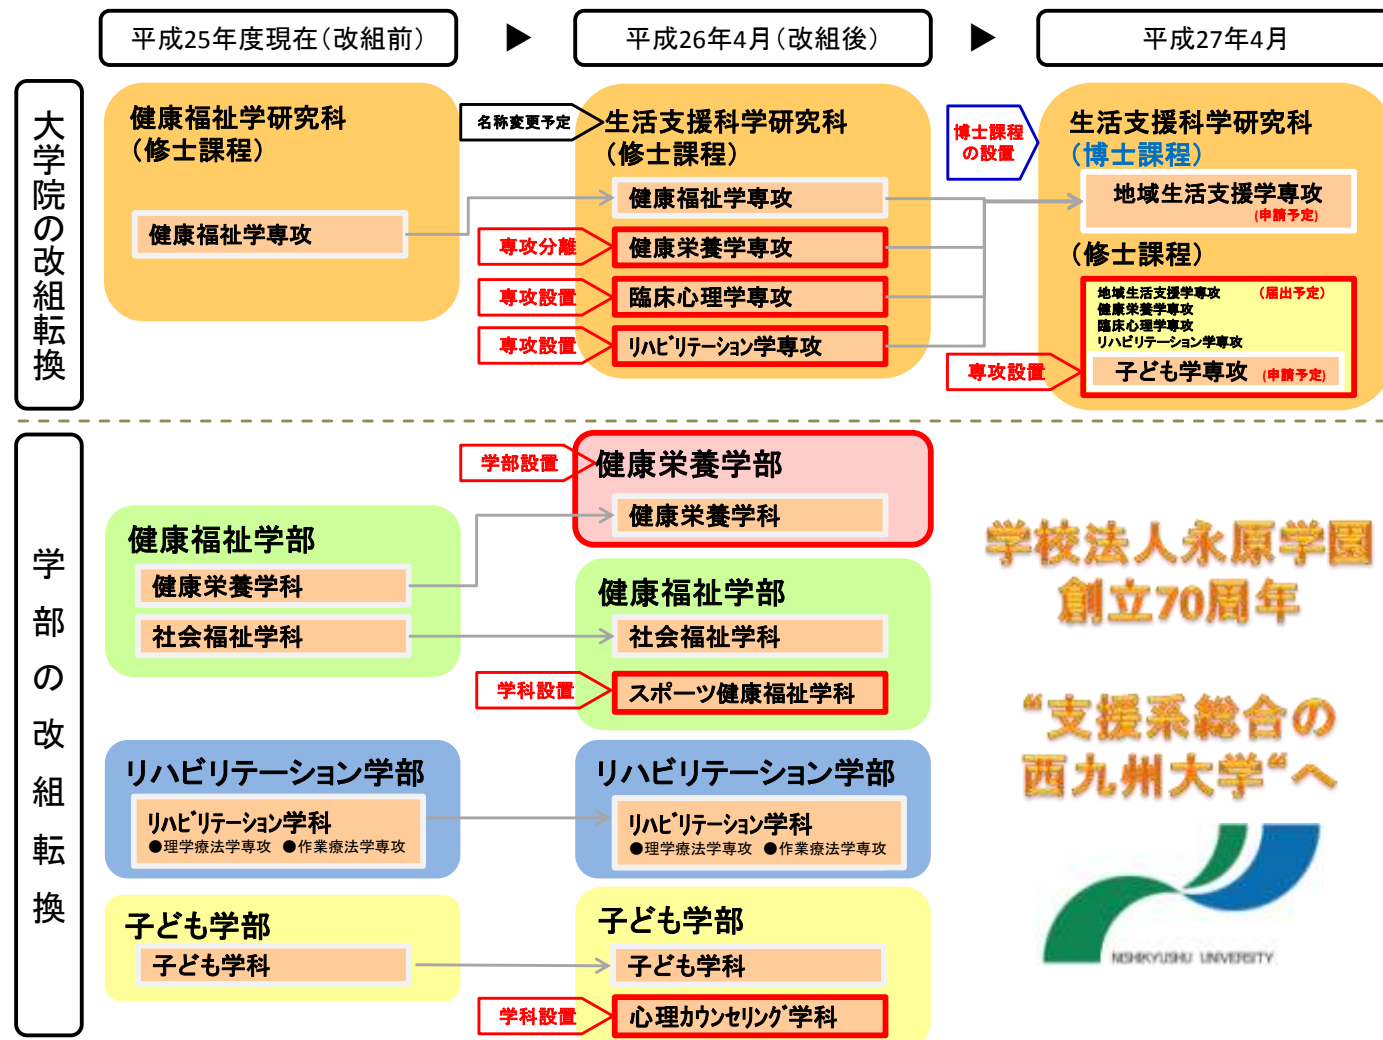 平成25年度現在(改組前)
▶
平成26年4月(改組後)
▶
平成27年4月
大学院の改組転換
健康福祉学研究科
(修士課程)
健康福祉学専攻
名称変更予定
生活支援科学研究科
(修士課程)
健康福祉学専攻
専攻分離
健康栄養学専攻
専攻設置
臨床心理学専攻
専攻設置
リハビリテーション学専攻
博士課程
の設置
生活支援科学研究科
(博士課程)
地域生活支援学専攻
(申請予定)
(修士課程)
地域生活支援学専攻 (届出予定)
健康栄養学専攻
臨床心理学専攻
リハビリテーション学専攻
専攻設置
子ども学専攻 (申請予定)
学部の改組転換
健康福祉学部
健康栄養学科
社会福祉学科
リハビリテーション学部
リハビリテーション学科
●理学療法学専攻 ●作業療法学専攻
子ども学部
子ども学科
学部設置
健康栄養学部
健康栄養学科
健康福祉学部
社会福祉学科
学科設置
スポーツ健康福祉学科
リハビリテーション学部
リハビリテーション学科
●理学療法学専攻 ●作業療法学専攻
子ども学部
子ども学科
学科設置
心理カウンセリング学科
学校法人永原学園
創立70周年
“支援系総合の
西九州大学“へ
NISHIKYUSHU UNIVERSITY